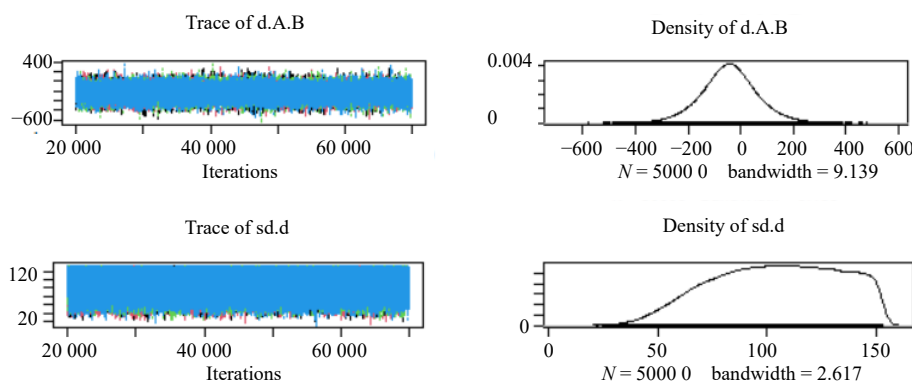 Trace of d.A.B
400
−600
20 000 40 000 60 000
Iterations
Density of d.A.B
0.004
0
−600 −400 −200 0 200 400 600
N = 5000 0 bandwidth = 9.139
Trace of sd.d
120
20
20 000 40 000 60 000
Iterations
Density of sd.d
0
0 50 100 150
N = 5000 0 bandwidth = 2.617